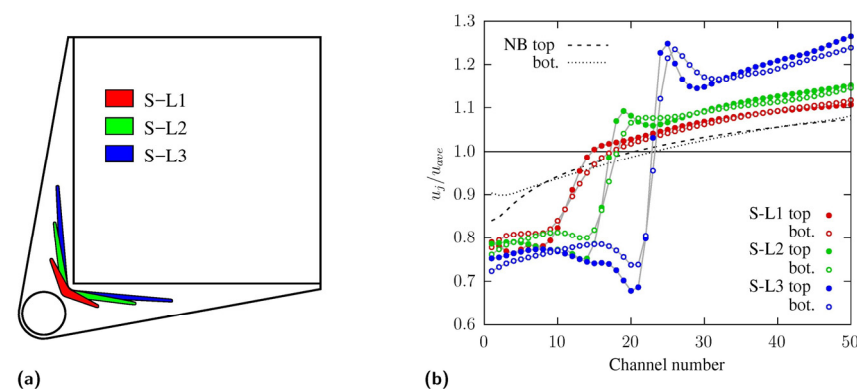 S−L1
S−L2
S−L3
(a)
1.3
1.2
1.1
1.0
0.9
0.8
0.7
0.6
u_j/u_ave
NB top
bot.
S-L1 top
bot.
S-L2 top
bot.
S-L3 top
bot.
0 10 20 30 40 50
Channel number
(b)